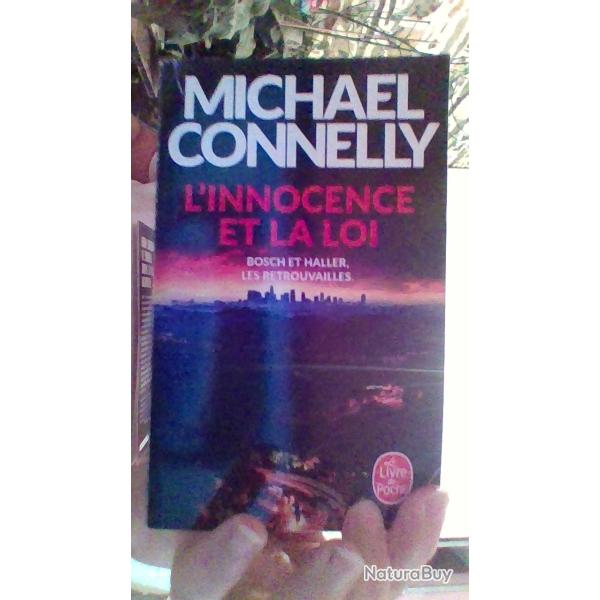 MICHAEL
CONNELLY
L'INNOCENCE
ET LA LOI
BOSCH ET HALLER,
LES RETROUVAILLES.
Le
Livre
de
Poche
NaturaBuy